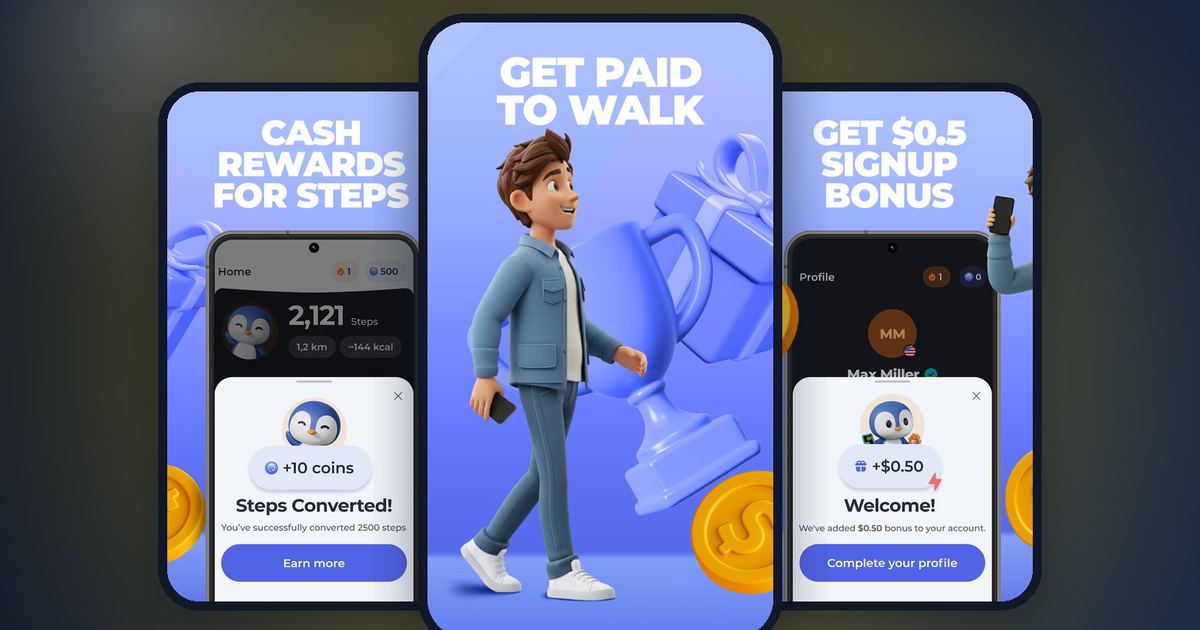 CASH
REWARDS
FOR STEPS
Home
1
500
2,121 Steps
1,2 km
~144 kcal
+10 coins
Steps Converted!
You've successfully converted 2500 steps
Earn more
GET PAID
TO WALK
GET $0.5
SIGNUP
BONUS
Profile
1
0
MM
Max Miller
+$0.50
Welcome!
We've added $0.50 bonus to your account.
Complete your profile